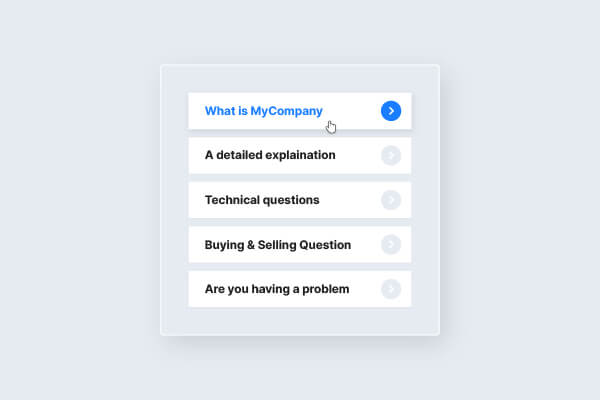 What is MyCompany
A detailed explaination
Technical questions
Buying & Selling Question
Are you having a problem